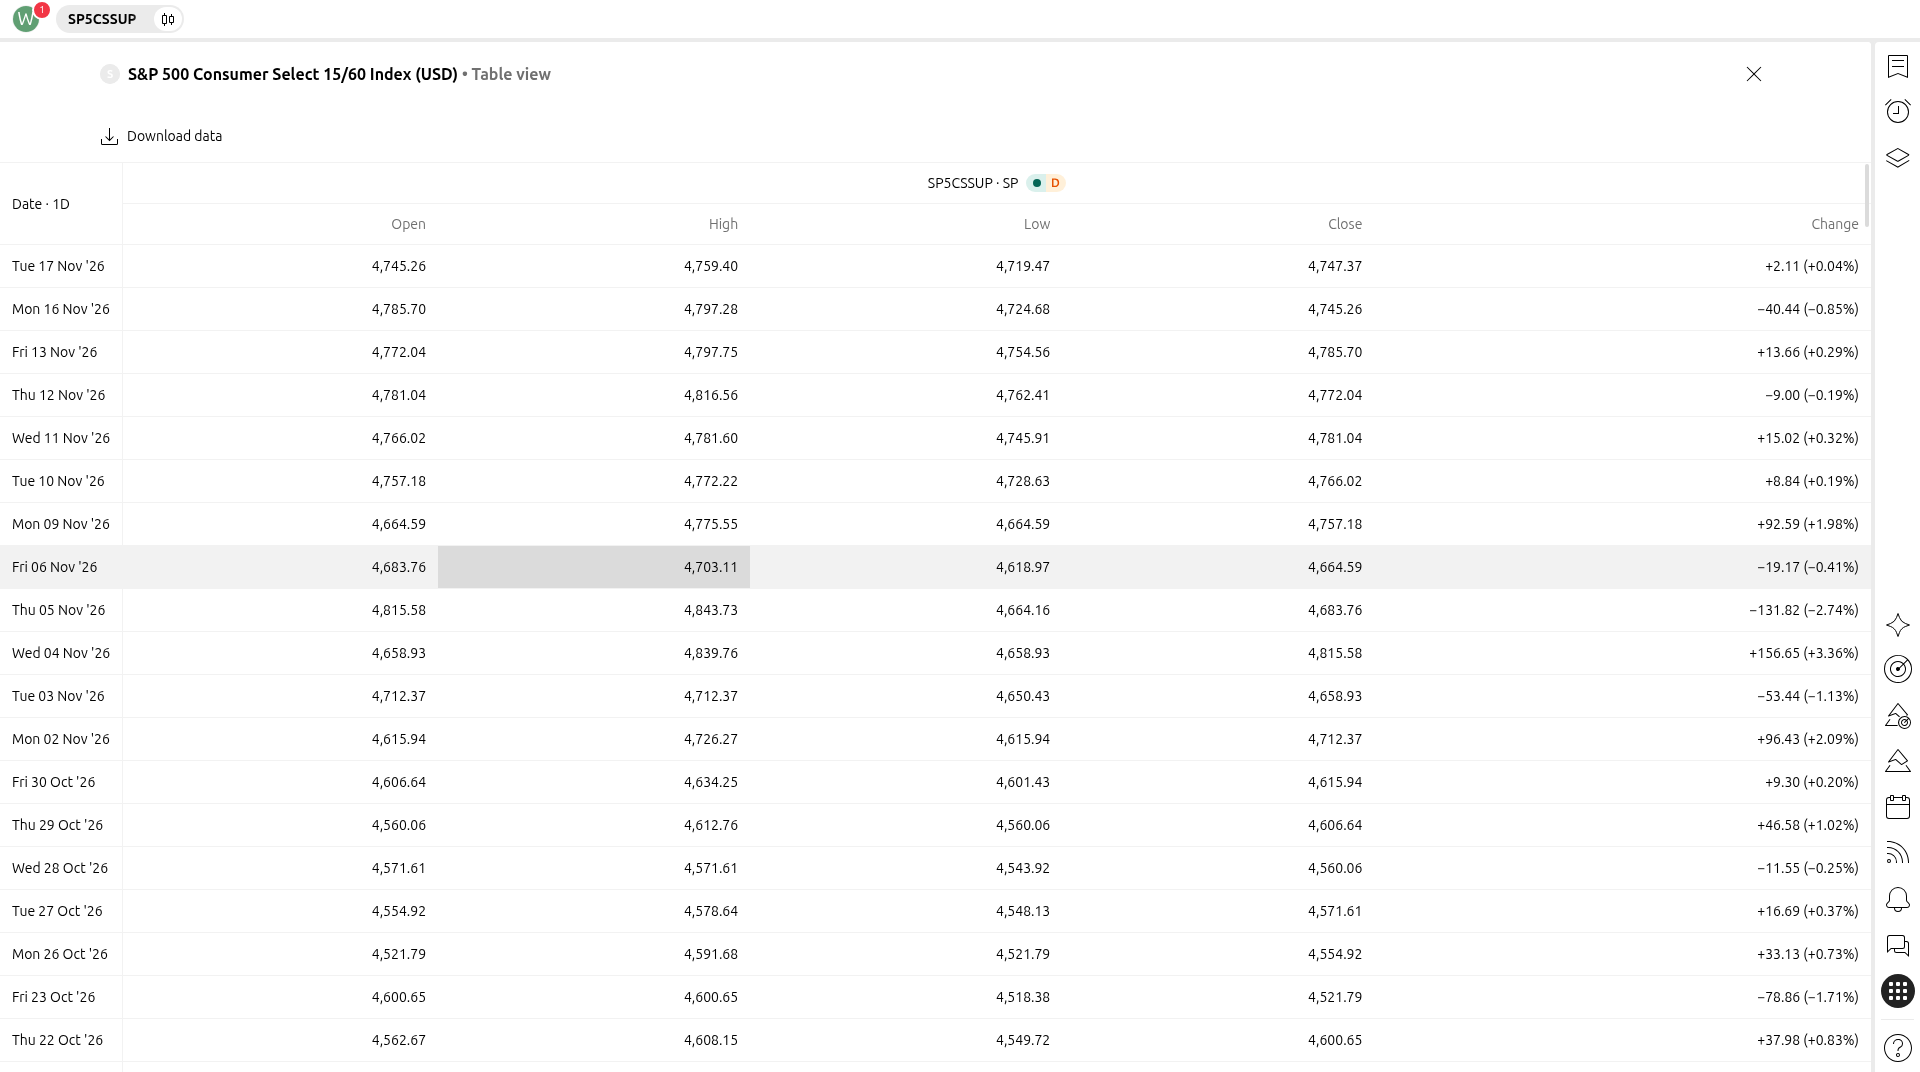 W 1 SP5CSSUP
S&P 500 Consumer Select 15/60 Index (USD) • Table view
Download data
SP5CSSUP · SP D
Date · 1D
Open High Low Close Change
Tue 17 Nov '26 4,745.26 4,759.40 4,719.47 4,747.37 +2.11 (+0.04%)
Mon 16 Nov '26 4,785.70 4,797.28 4,724.68 4,745.26 −40.44 (−0.85%)
Fri 13 Nov '26 4,772.04 4,797.75 4,754.56 4,785.70 +13.66 (+0.29%)
Thu 12 Nov '26 4,781.04 4,816.56 4,762.41 4,772.04 −9.00 (−0.19%)
Wed 11 Nov '26 4,766.02 4,781.60 4,745.91 4,781.04 +15.02 (+0.32%)
Tue 10 Nov '26 4,757.18 4,772.22 4,728.63 4,766.02 +8.84 (+0.19%)
Mon 09 Nov '26 4,664.59 4,775.55 4,664.59 4,757.18 +92.59 (+1.98%)
Fri 06 Nov '26 4,683.76 4,703.11 4,618.97 4,664.59 −19.17 (−0.41%)
Thu 05 Nov '26 4,815.58 4,843.73 4,664.16 4,683.76 −131.82 (−2.74%)
Wed 04 Nov '26 4,658.93 4,839.76 4,658.93 4,815.58 +156.65 (+3.36%)
Tue 03 Nov '26 4,712.37 4,712.37 4,650.43 4,658.93 −53.44 (−1.13%)
Mon 02 Nov '26 4,615.94 4,726.27 4,615.94 4,712.37 +96.43 (+2.09%)
Fri 30 Oct '26 4,606.64 4,634.25 4,601.43 4,615.94 +9.30 (+0.20%)
Thu 29 Oct '26 4,560.06 4,612.76 4,560.06 4,606.64 +46.58 (+1.02%)
Wed 28 Oct '26 4,571.61 4,571.61 4,543.92 4,560.06 −11.55 (−0.25%)
Tue 27 Oct '26 4,554.92 4,578.64 4,548.13 4,571.61 +16.69 (+0.37%)
Mon 26 Oct '26 4,521.79 4,591.68 4,521.79 4,554.92 +33.13 (+0.73%)
Fri 23 Oct '26 4,600.65 4,600.65 4,518.38 4,521.79 −78.86 (−1.71%)
Thu 22 Oct '26 4,562.67 4,608.15 4,549.72 4,600.65 +37.98 (+0.83%)